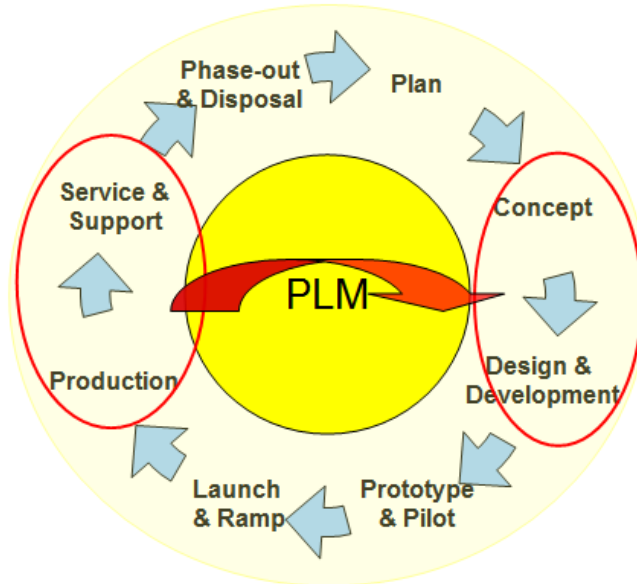 Phase-out
& Disposal
Plan
Service &
Support
Concept
PLM
Production
Design &
Development
Launch
& Ramp
Prototype
& Pilot